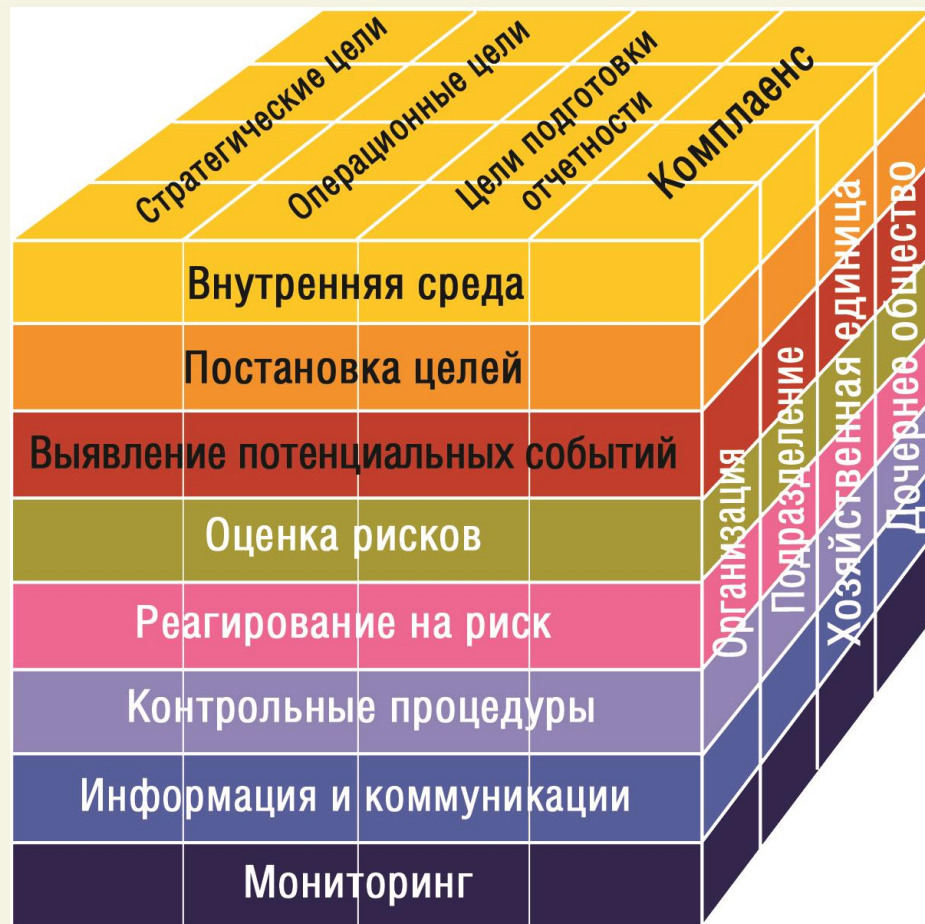 Стратегические цели
Операционные цели
Цели подготовки
отчетности
Комплаенс
Внутренняя среда
Постановка целей
Выявление потенциальных событий
Оценка рисков
Реагирование на риск
Контрольные процедуры
Информация и коммуникации
Мониторинг
Организация
Подразделение
Хозяйственная единица
Дочернее общество